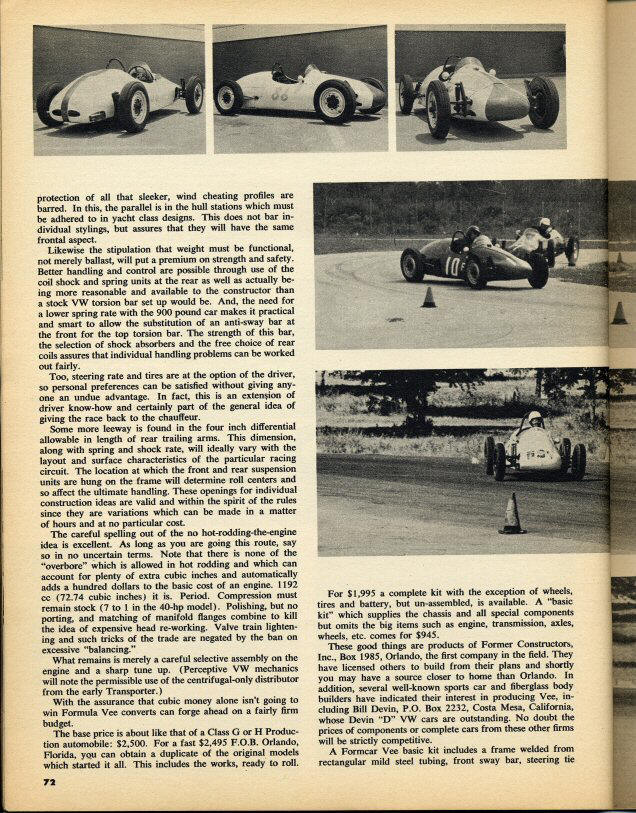 protection of all that sleeker, wind cheating profiles are
barred. In this, the parallel is in the hull stations which must
be adhered to in yacht class designs. This does not bar in-
dividual stylings, but assures that they will have the same
frontal aspect.
Likewise the stipulation that weight must be functional,
not merely ballast, will put a premium on strength and safety.
Better handling and control are possible through use of the
coil shock and spring units at the rear as well as actually be-
ing more reasonable and available to the constructor than
a stock VW torsion bar set up would be. And, the need for
a lower spring rate with the 900 pound car makes it practical
and smart to allow the substitution of an anti-sway bar at
the front for the top torsion bar. The strength of this bar,
the selection of shock absorbers and the free choice of rear
coils assures that individual handling problems can be worked
out fairly.
Too, steering rate and tires are at the option of the driver,
so personal preferences can be satisfied without giving any-
one an undue advantage. In fact, this is an extension of
driver know-how and certainly part of the general idea of
giving the race back to the chauffeur.
Some more leeway is found in the four inch differential
allowable in length of rear trailing arms. This dimension,
along with spring and shock rate, will ideally vary with the
layout and surface characteristics of the particular racing
circuit. The location at which the front and rear suspension
units are hung on the frame will determine roll centers and
so affect the ultimate handling. These openings for individual
construction ideas are valid and within the spirit of the rules
since they are variations which can be made in a matter
of hours and at no particular cost.
The careful spelling out of the no hot-rodding-the-engine
idea is excellent. As long as you are going this route, say
so in no uncertain terms. Note that there is none of the
"overbore" which is allowed in hot rodding and which can
account for plenty of extra cubic inches and automatically
adds a hundred dollars to the basic cost of an engine. 1192
cc (72.74 cubic inches) it is. Period. Compression must
remain stock (7 to 1 in the 40-hp model). Polishing, but no
porting, and matching of manifold flanges combine to kill
the idea of expensive head re-working. Valve train lighten-
ing and such tricks of the trade are negated by the ban on
excessive "balancing."
What remains is merely a careful selective assembly on the
engine and a sharp tune up. (Perceptive VW mechanics
will note the permissible use of the centrifugal-only distributor
from the early Transporter.)
With the assurance that cubic money alone isn't going to
win Formula Vee converts can forge ahead on a fairly firm
budget.
The base price is about like that of a Class G or H Produc-
tion automobile: $2,500. For a fast $2,495 F.O.B. Orlando,
Florida, you can obtain a duplicate of the original models
which started it all. This includes the works, ready to roll.
72
66
10
For $1,995 a complete kit with the exception of wheels,
tires and battery, but un-assembled, is available. A "basic
kit" which supplies the chassis and all special components
but omits the big items such as engine, transmission, axles,
wheels, etc. comes for $945.
These good things are products of Former Constructors,
Inc., Box 1985, Orlando, the first company in the field. They
have licensed others to build from their plans and shortly
you may have a source closer to home than Orlando. In
addition, several well-known sports car and fiberglass body
builders have indicated their interest in producing Vee, in-
cluding Bill Devin, P.O. Box 2232, Costa Mesa, California,
whose Devin "D" VW cars are outstanding. No doubt the
prices of components or complete cars from these other firms
will be strictly competitive.
A Formcar Vee basic kit includes a frame welded from
rectangular mild steel tubing, front sway bar, steering tie